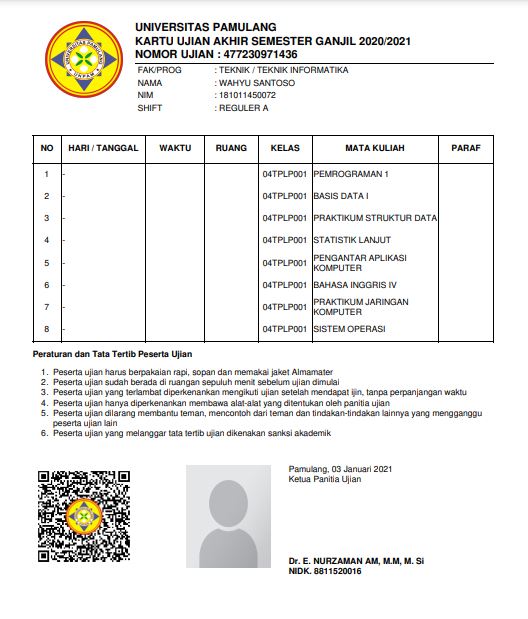 UNIVERSITAS PAMULANG
KARTU UJIAN AKHIR SEMESTER GANJIL 2020/2021
NOMOR UJIAN : 477230971436
FAK/PROG : TEKNIK / TEKNIK INFORMATIKA
NAMA : WAHYU SANTOSO
NIM : 181011450072
SHIFT : REGULER A
NO HARI / TANGGAL WAKTU RUANG KELAS MATA KULIAH PARAF
1 - 04TPLP001 PEMROGRAMAN 1
2 - 04TPLP001 BASIS DATA I
3 - 04TPLP001 PRAKTIKUM STRUKTUR DATA
4 - 04TPLP001 STATISTIK LANJUT
5 - 04TPLP001 PENGANTAR APLIKASI
KOMPUTER
6 - 04TPLP001 BAHASA INGGRIS IV
7 - 04TPLP001 PRAKTIKUM JARINGAN
KOMPUTER
8 - 04TPLP001 SISTEM OPERASI
Peraturan dan Tata Tertib Peserta Ujian
1. Peserta ujian harus berpakaian rapi, sopan dan memakai jaket Almamater
2. Peserta ujian sudah berada di ruangan sepuluh menit sebelum ujian dimulai
3. Peserta ujian yang terlambat diperkenankan mengikuti ujian setelah mendapat ijin, tanpa perpanjangan waktu
4. Peserta ujian hanya diperkenankan membawa alat-alat yang ditentukan oleh panitia ujian
5. Peserta ujian dilarang membantu teman, mencontoh dari teman dan tindakan-tindakan lainnya yang mengganggu
peserta ujian lain
6. Peserta ujian yang melanggar tata tertib ujian dikenakan sanksi akademik
Pamulang, 03 Januari 2021
Ketua Panitia Ujian
Dr. E. NURZAMAN AM, M.M, M. Si
NIDK. 8811520016